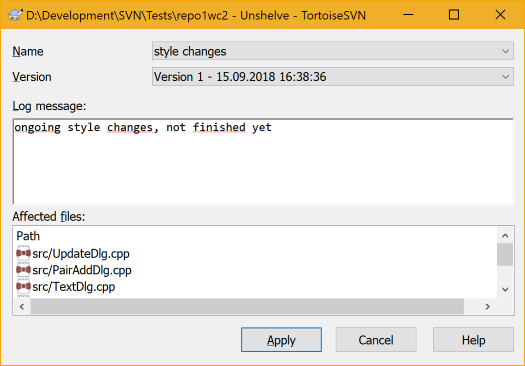 D:\Development\SVN\Tests\repo1wc2 - Unshelve - TortoiseSVN
Name style changes
Version Version 1 - 15.09.2018 16:38:36
Log message:
ongoing style changes, not finished yet
Affected files:
Path
src/UpdateDlg.cpp
src/PairAddDlg.cpp
src/TextDlg.cpp
Apply Cancel Help